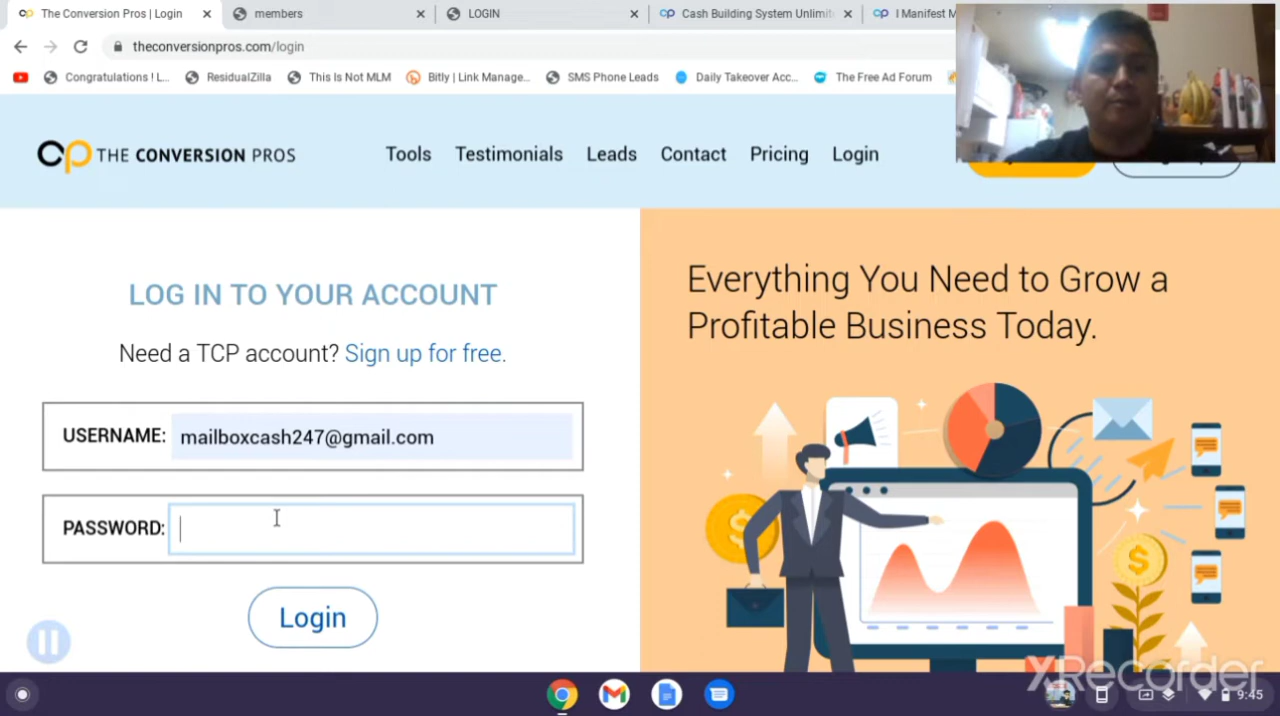 The Conversion Pros | Login
members
LOGIN
Cash Building System Unlimit
I Manifest M
theconversionpros.com/login
Congratulations ! L...
ResidualZilla
This Is Not MLM
Bitly | Link Manage...
SMS Phone Leads
Daily Takeover Acc...
The Free Ad Forum
THE CONVERSION PROS
Tools
Testimonials
Leads
Contact
Pricing
Login
LOG IN TO YOUR ACCOUNT
Need a TCP account? Sign up for free.
USERNAME: mailboxcash247@gmail.com
PASSWORD:
Login
Everything You Need to Grow a
Profitable Business Today.
XRecorder
9:45